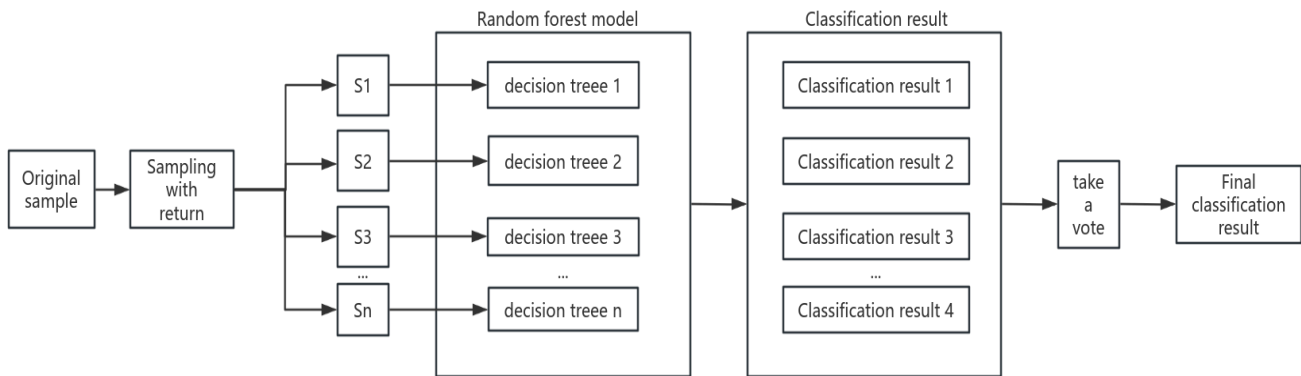 Random forest model
Classification result
Original
sample
Sampling
with
return
S1
S2
S3
...
Sn
decision treee 1
decision treee 2
decision treee 3
...
decision treee n
Classification result 1
Classification result 2
Classification result 3
...
Classification result 4
take
a
vote
Final
classification
result